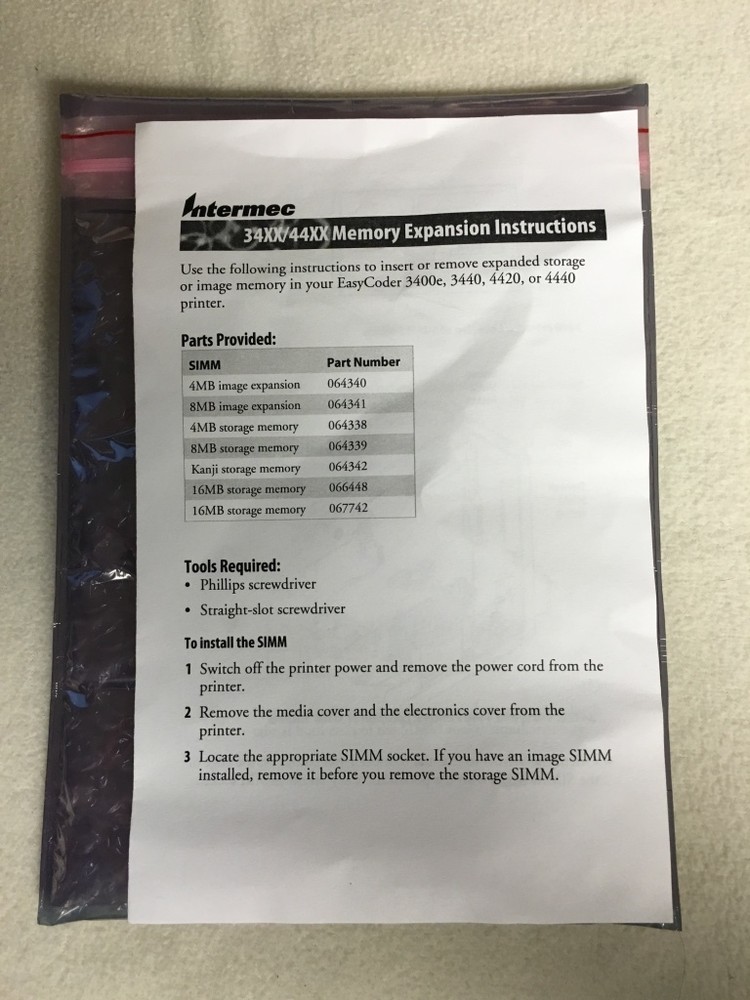 Intermec
34XX/44XX Memory Expansion Instructions
Use the following instructions to insert or remove expanded storage
or image memory in your EasyCoder 3400e, 3440, 4420, or 4440
printer.
Parts Provided:
SIMM Part Number
4MB image expansion 064340
8MB image expansion 064341
4MB storage memory 064338
8MB storage memory 064339
Kanji storage memory 064342
16MB storage memory 066448
16MB storage memory 067742
Tools Required:
• Phillips screwdriver
• Straight-slot screwdriver
To install the SIMM
1 Switch off the printer power and remove the power cord from the
printer.
2 Remove the media cover and the electronics cover from the
printer.
3 Locate the appropriate SIMM socket. If you have an image SIMM
installed, remove it before you remove the storage SIMM.